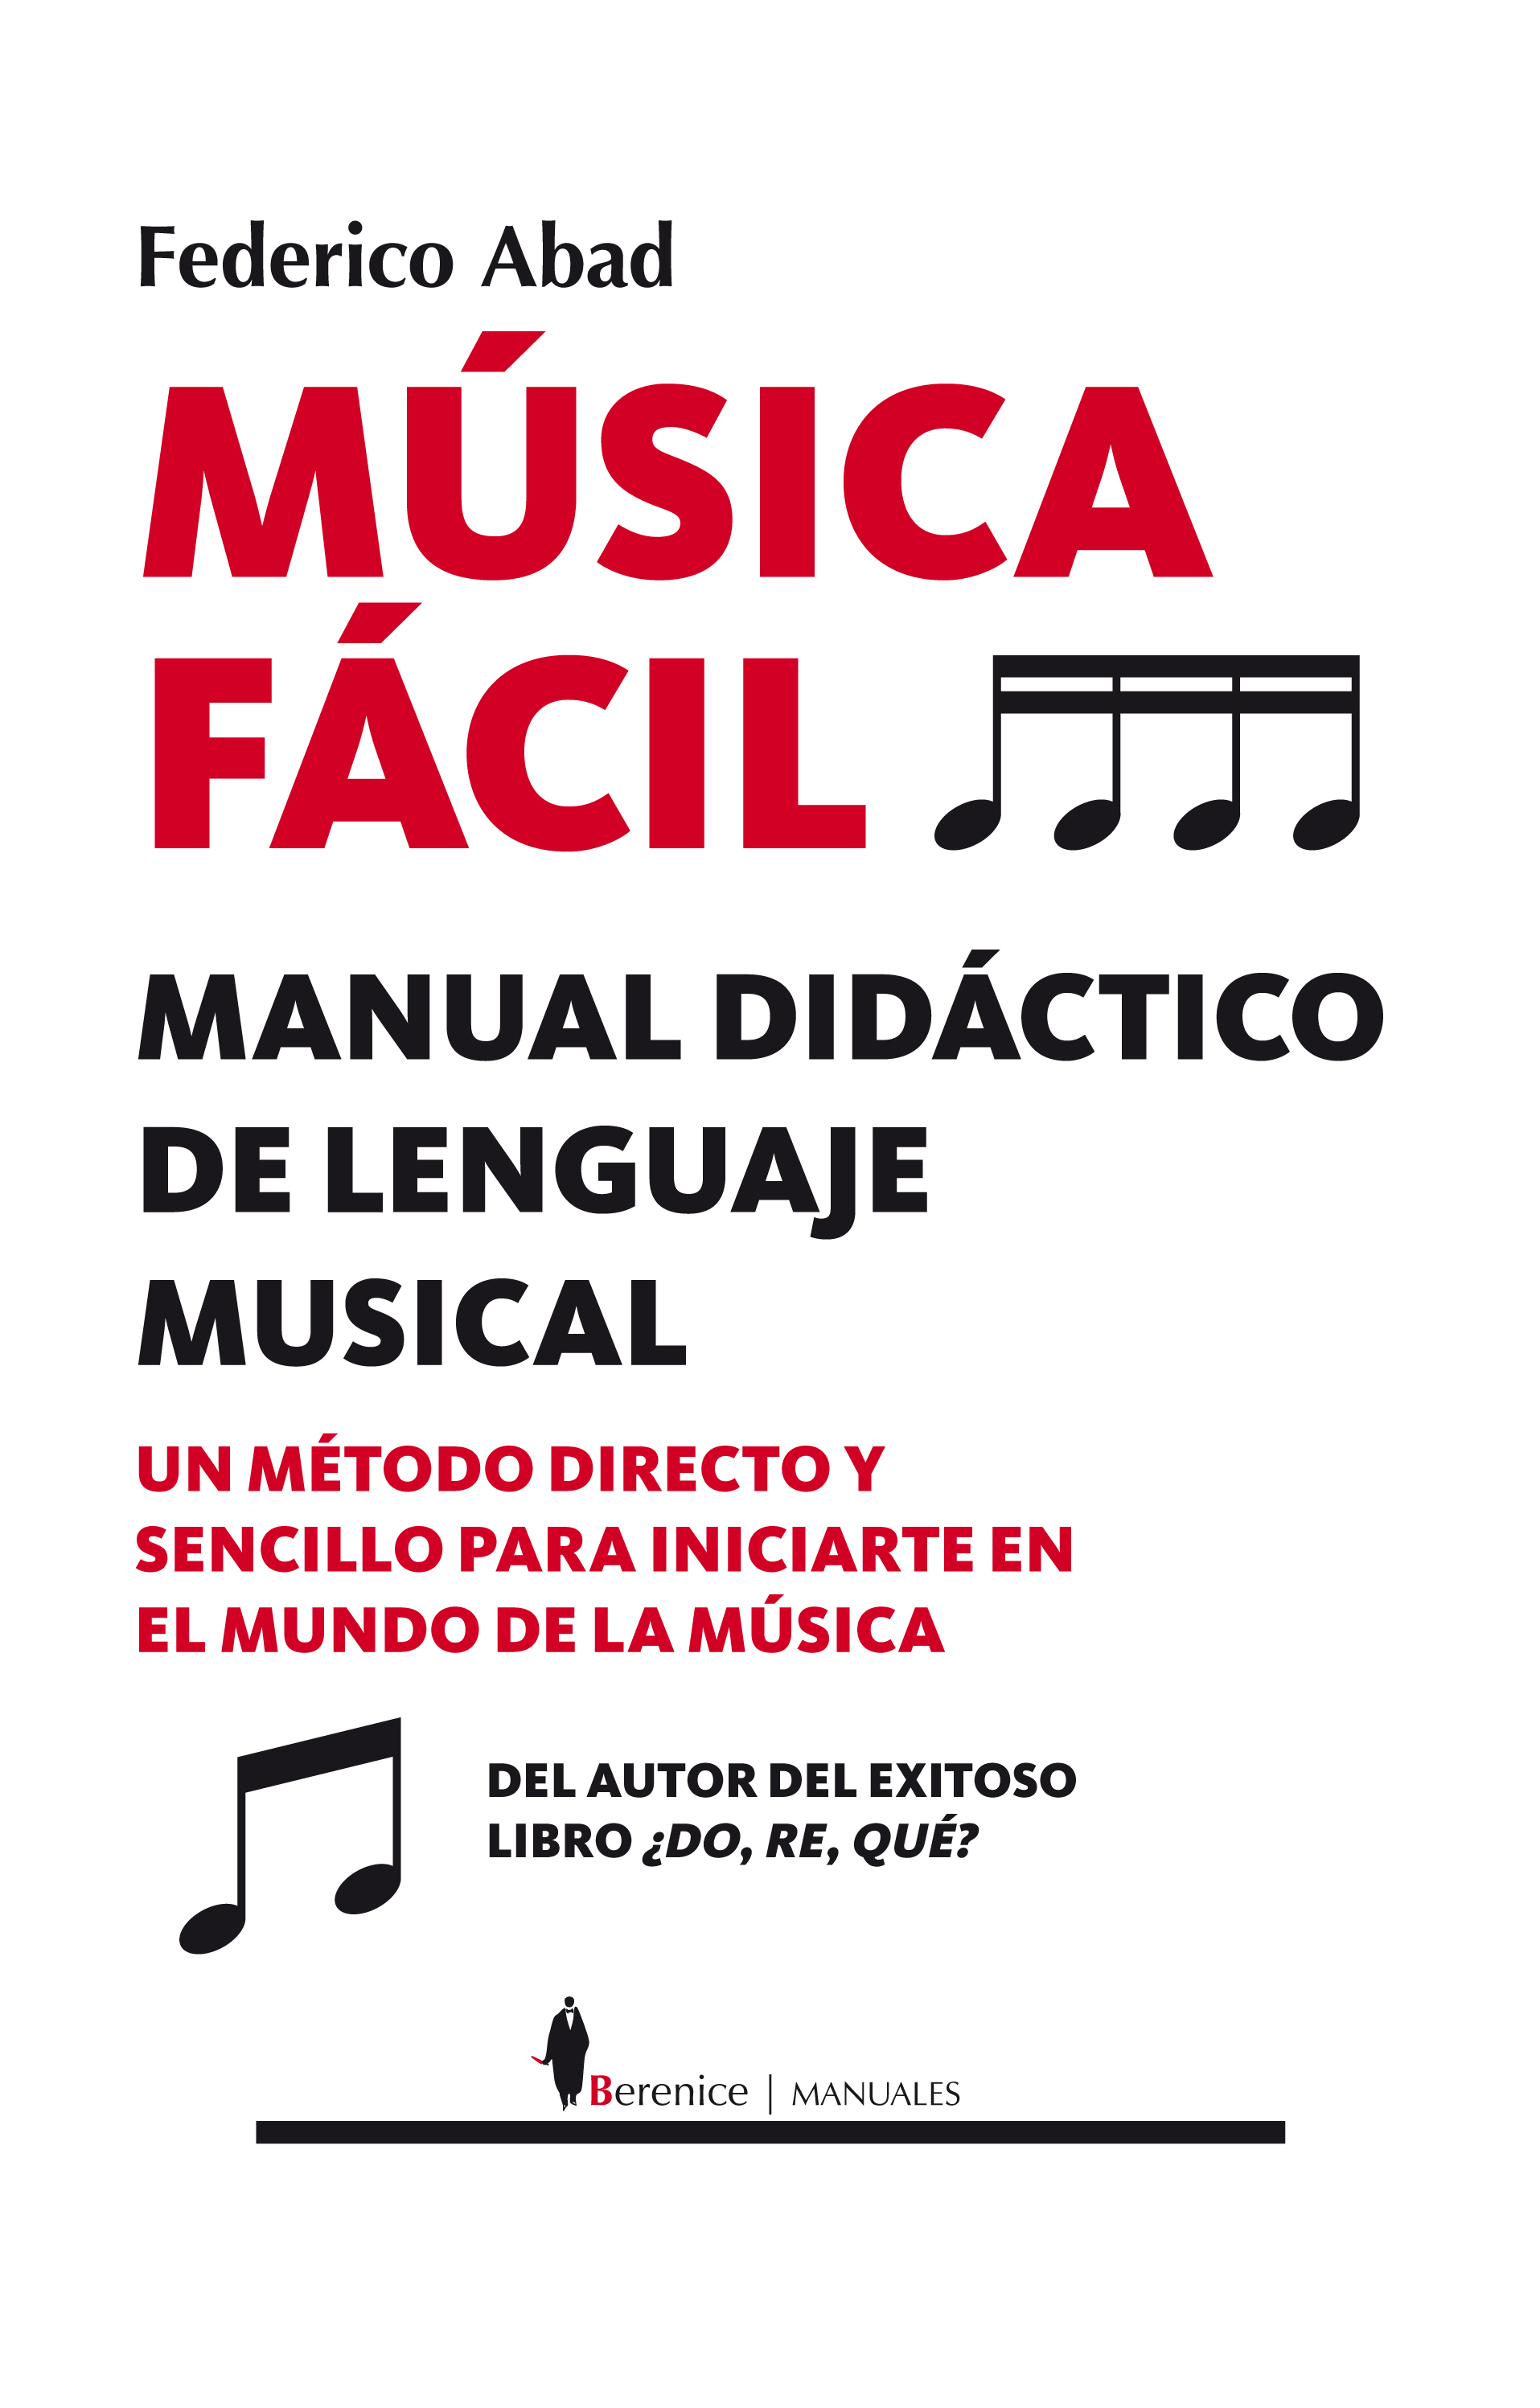 Federico Abad
MÚSICA
FÁCIL
MANUAL DIDÁCTICO
DE LENGUAJE
MUSICAL
UN MÉTODO DIRECTO Y
SENCILLO PARA INICIARTE EN
EL MUNDO DE LA MÚSICA
DEL AUTOR DEL EXITOSO
LIBRO ¿DO, RE, QUÉ?
Berenice | MANUALES